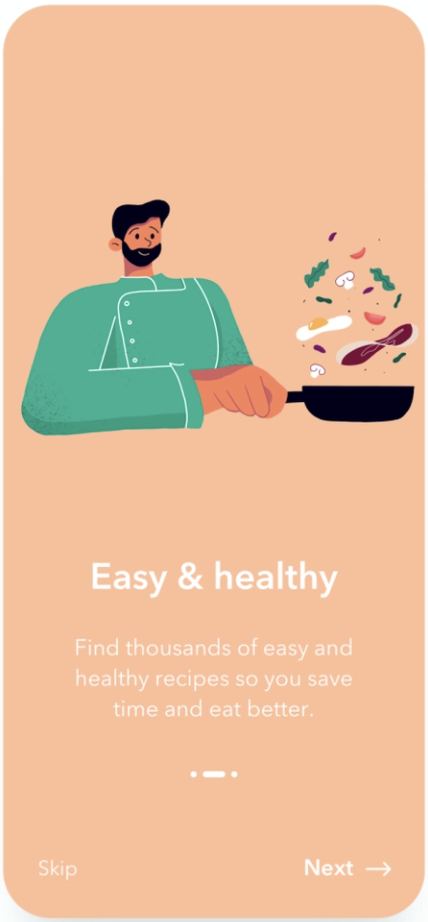 Easy & healthy
Find thousands of easy and
healthy recipes so you save
time and eat better.
Skip
Next →